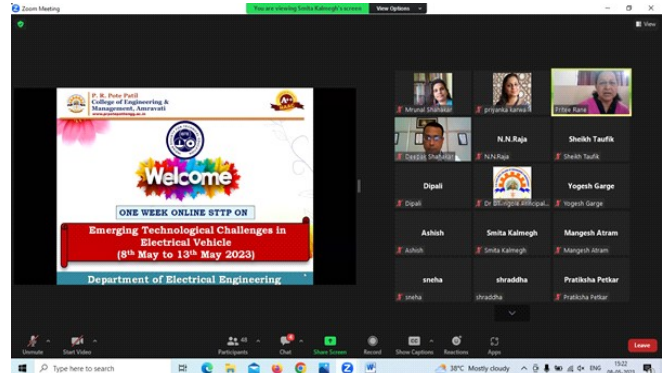 Zoom Meeting
You are viewing Smita Kalmegh's screen
View Options
View
P. R. Pote Patil
College of Engineering &
Management, Amravati
A++
Welcome
ONE WEEK ONLINE STTP ON
Emerging Technological Challenges in
Electrical Vehicle
(8th May to 13th May 2023)
Department of Electrical Engineering
Mrunal Shahakar
priyanka karwa
Priya Rane
Deepak Shahakar
N.N.Raja
N.N.Raja
Sheikh Taufik
Sheikh Taufik
Dipali
Dipali
Yogesh Garge
Yogesh Garge
Ashish
Ashish
Smita Kalmegh
Smita Kalmegh
Mangesh Atram
Mangesh Atram
sneha
sneha
shraddha
shraddha
Pratiksha Petkar
Pratiksha Petkar
Unmute
Start Video
48
Participants
Chat
Share Screen
Record
Show Captions
Reactions
Apps
Leave
Type here to search
38°C Mostly cloudy
ENG
15:22